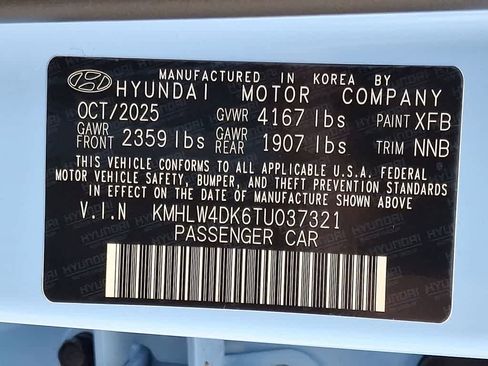 MANUFACTURED IN KOREA BY
HYUNDAI MOTOR COMPANY
OCT/2025 GVWR 4167 lbs PAINT XFB
GAWR FRONT 2359 lbs GAWR REAR 1907 lbs TRIM NNB
THIS VEHICLE CONFORMS TO ALL APPLICABLE U.S.A. FEDERAL
MOTOR VEHICLE SAFETY, BUMPER, AND THEFT PREVENTION STANDARDS
IN EFFECT ON THE DATE OF MANUFACTURE SHOWN ABOVE.
V.I.N KMHLW4DK6TU037321
PASSENGER CAR